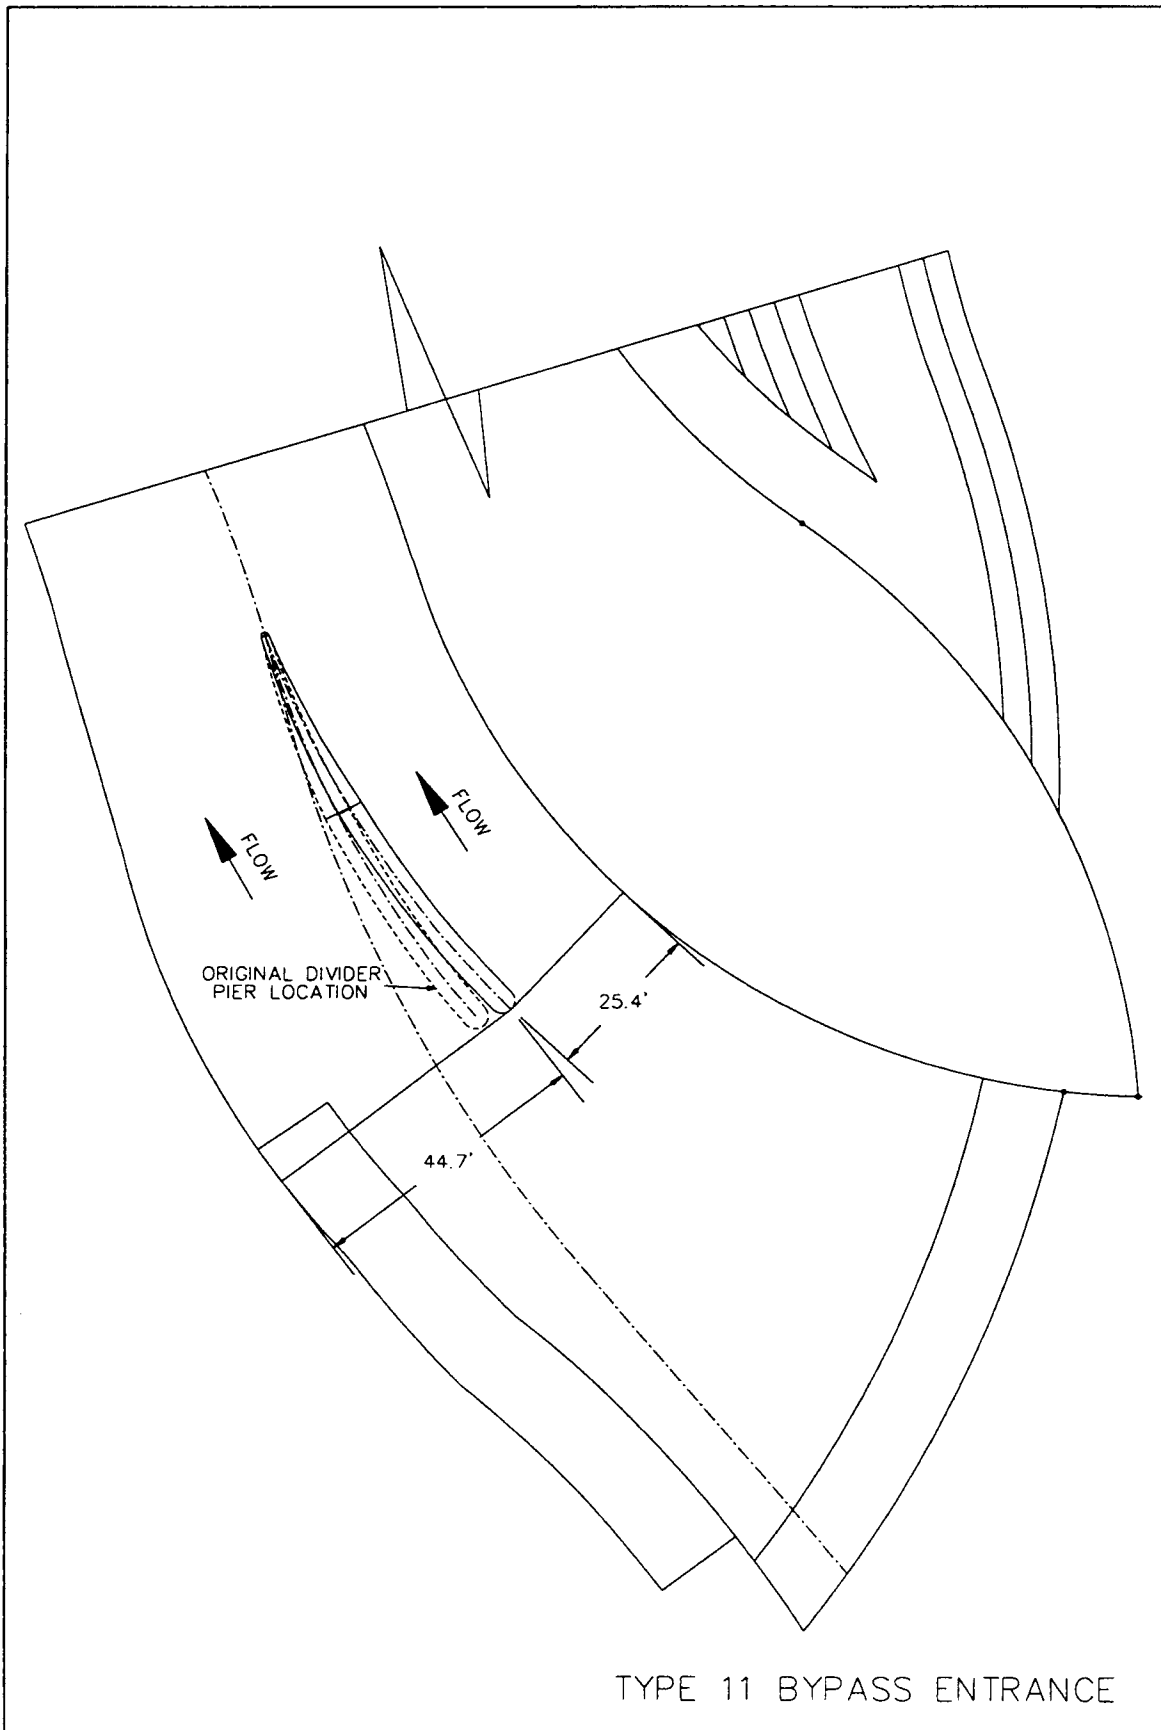 FLOW
FLOW
ORIGINAL DIVIDER
PIER LOCATION
25.4'
44.7'
TYPE 11 BYPASS ENTRANCE